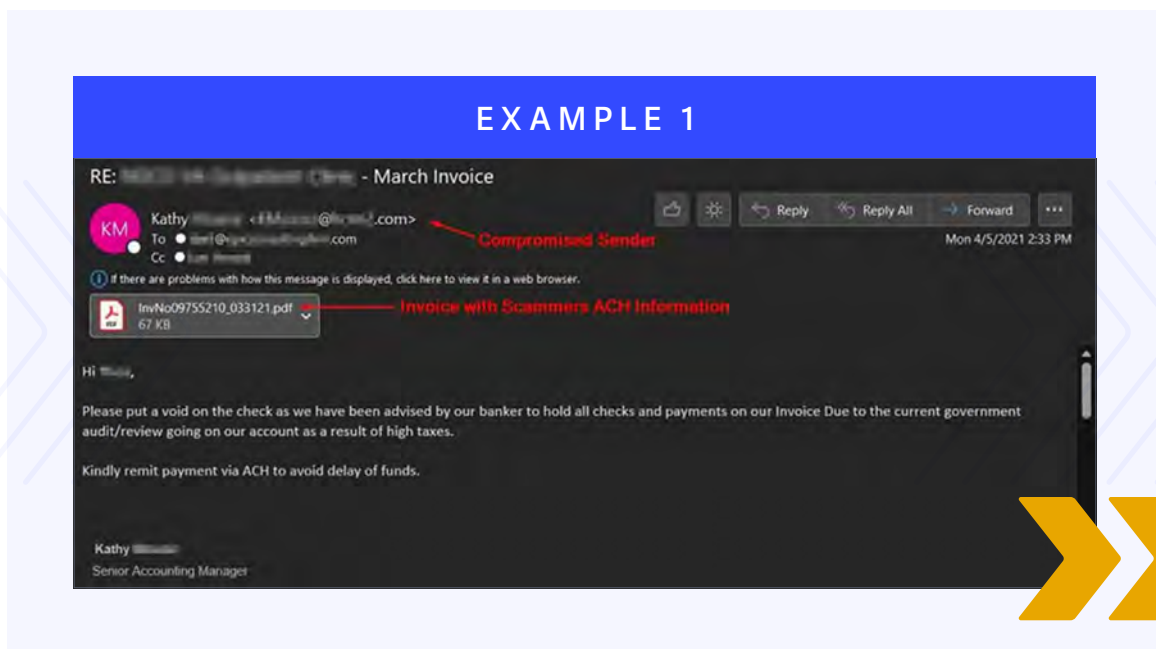 EXAMPLE 1
RE: - March Invoice
KM
Kathy < @ .com>
Compromised Sender
Reply
Reply All
Forward
To @ .com
Mon 4/5/2021 2:33 PM
Cc
If there are problems with how this message is displayed, click here to view it in a web browser.
InvNo09755210_033121.pdf
67 KB
Invoice with Scammers ACH Information
Hi ,
Please put a void on the check as we have been advised by our banker to hold all checks and payments on our Invoice Due to the current government
audit/review going on our account as a result of high taxes.
Kindly remit payment via ACH to avoid delay of funds.
Kathy
Senior Accounting Manager